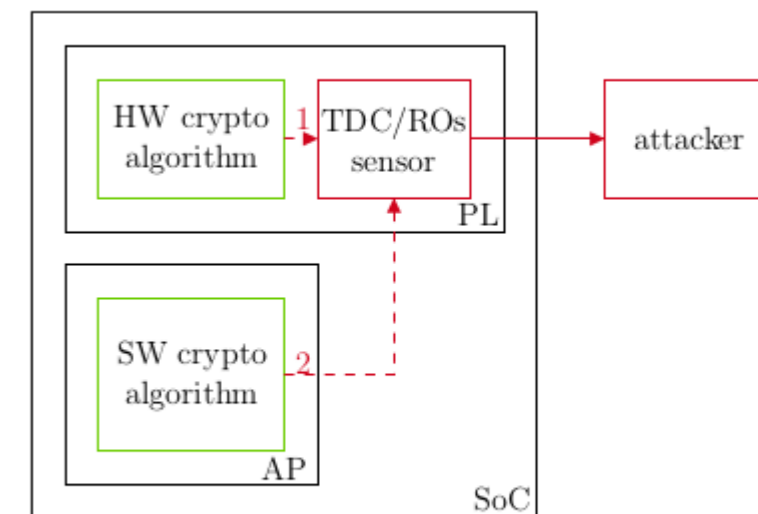 HW crypto
algorithm
1
TDC/ROs
sensor
attacker
PL
SW crypto
algorithm
2
AP
SoC